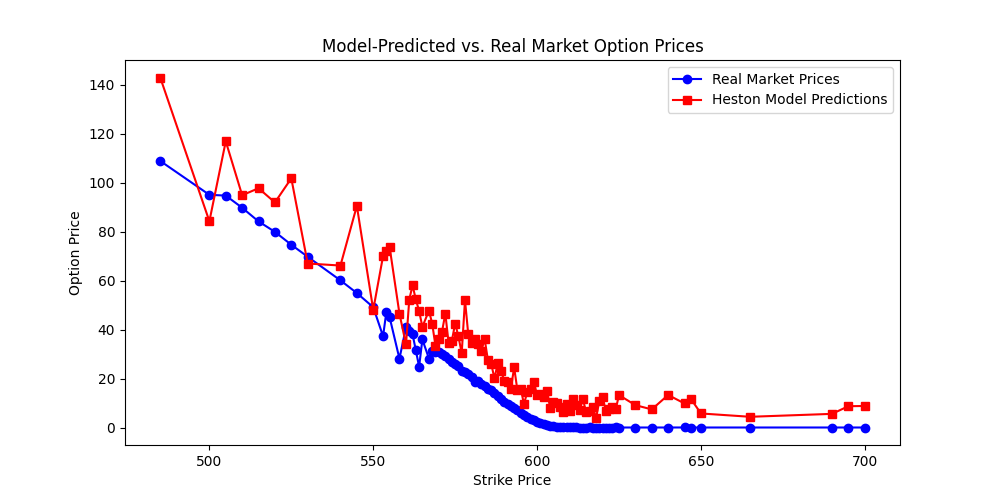 Model-Predicted vs. Real Market Option Prices
Real Market Prices
Heston Model Predictions
Option Price
140
120
100
80
60
40
20
0
500
550
600
650
700
Strike Price